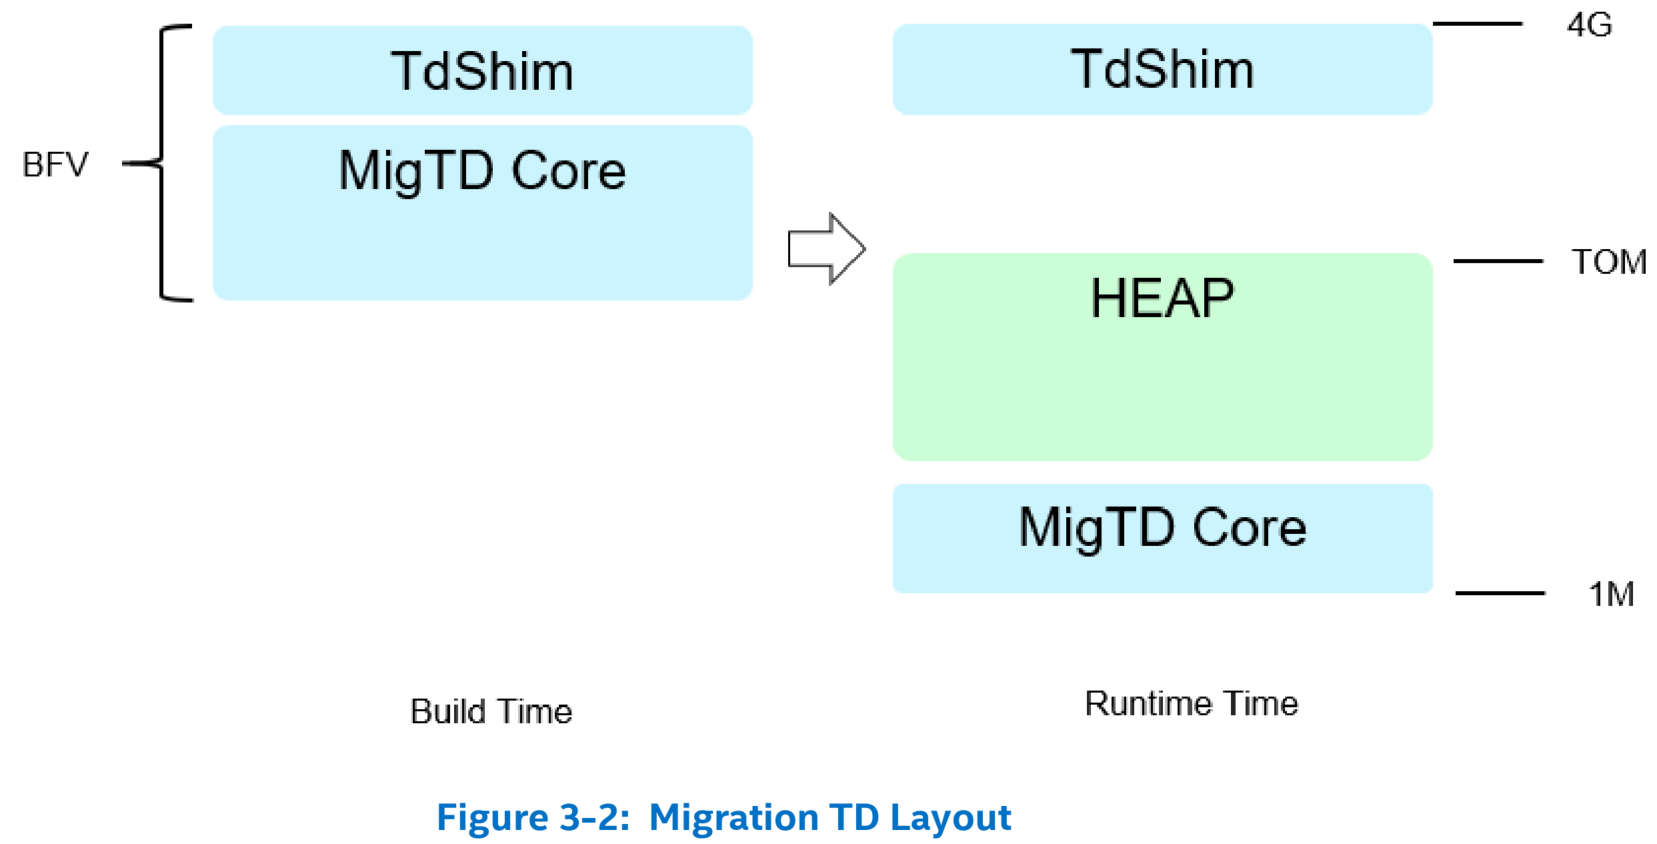 BFV
TdShim
MigTD Core
Build Time
TdShim
4G
HEAP
TOM
MigTD Core
1M
Runtime Time
Figure 3-2: Migration TD Layout